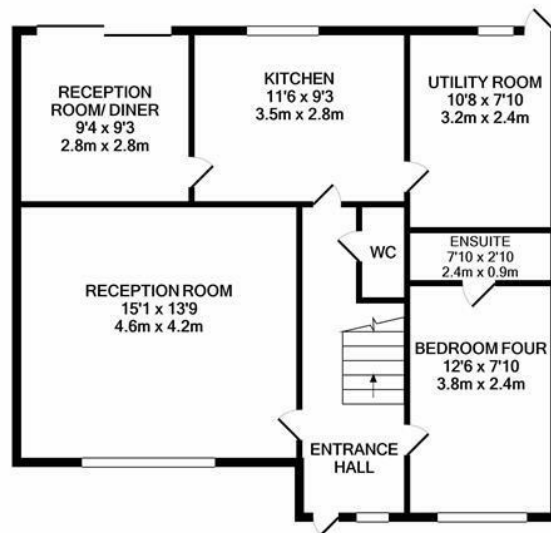 RECEPTION
ROOM/ DINER
9'4 x 9'3
2.8m x 2.8m
KITCHEN
11'6 x 9'3
3.5m x 2.8m
UTILITY ROOM
10'8 x 7'10
3.2m x 2.4m
WC
ENSUITE
7'10 x 2'10
2.4m x 0.9m
RECEPTION ROOM
15'1 x 13'9
4.6m x 4.2m
BEDROOM FOUR
12'6 x 7'10
3.8m x 2.4m
ENTRANCE
HALL